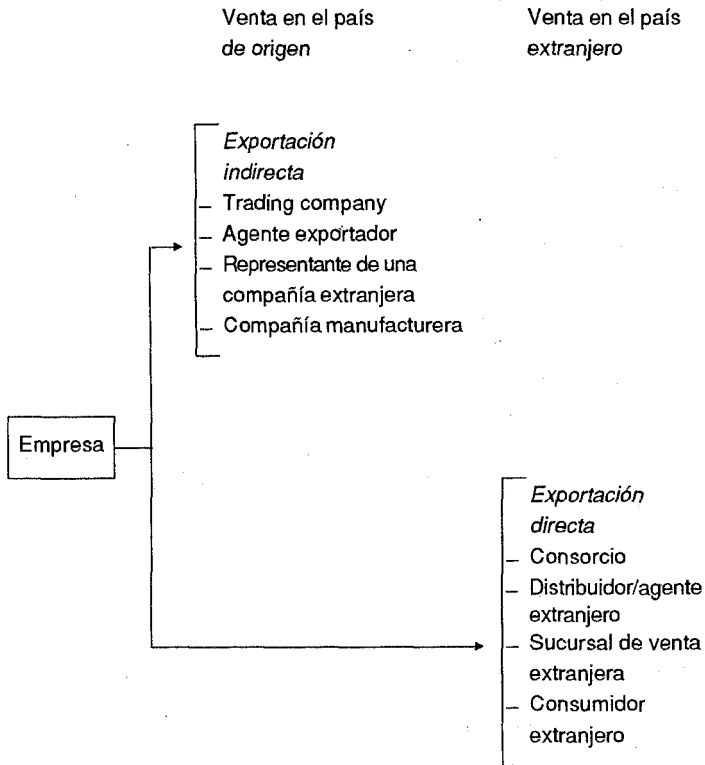 Venta en el país
de origen
Venta en el país
extranjero
Exportación
indirecta
– Trading company
– Agente exportador
– Representante de una
compañía extranjera
– Compañía manufacturera
Empresa
Exportación
directa
– Consorcio
– Distribuidor/agente
extranjero
– Sucursal de venta
extranjera
– Consumidor
extranjero